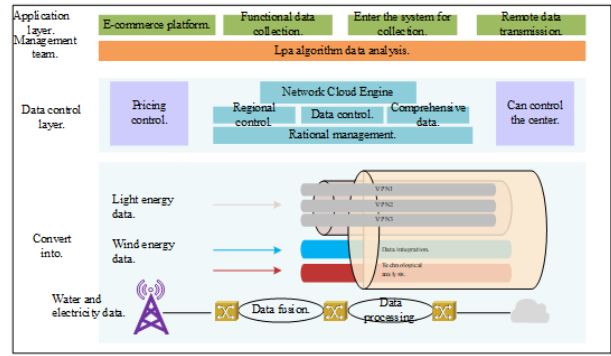 Application
layer.
Management
team.
E-commerce platform.
Functional data
collection.
Enter the system for
collection.
Remote data
transmission.
Lpa algorithm data analysis.
Data control
layer.
Pricing
control.
Network Cloud Engine
Regional
control.
Data control.
Comprehensive
data.
Rational management.
Can control
the center.
Convert
into.
Light energy
data.
VPN1
VPN2
VPN3
Wind energy
data.
Data integration.
Technological
analysis.
Water and
electricity data.
Data fusion.
Data
processing.